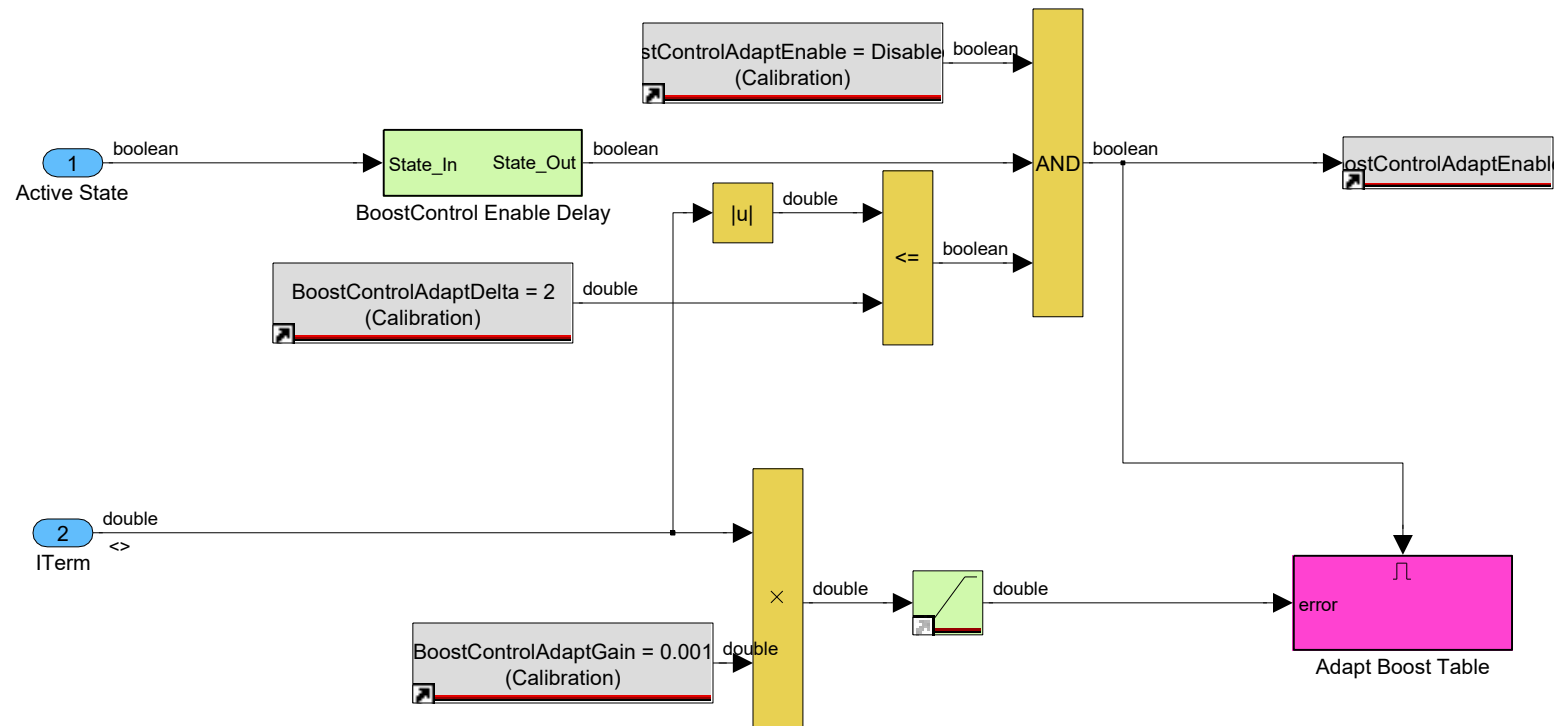 stControlAdaptEnable = Disable
(Calibration)
boolean
1
Active State
boolean
State_In
State_Out
BoostControl Enable Delay
boolean
AND
boolean
ostControlAdaptEnabl
|u|
double
<=
boolean
BoostControlAdaptDelta = 2
(Calibration)
double
2
ITerm
double
<>
×
double
double
error
Adapt Boost Table
BoostControlAdaptGain = 0.001
(Calibration)
double